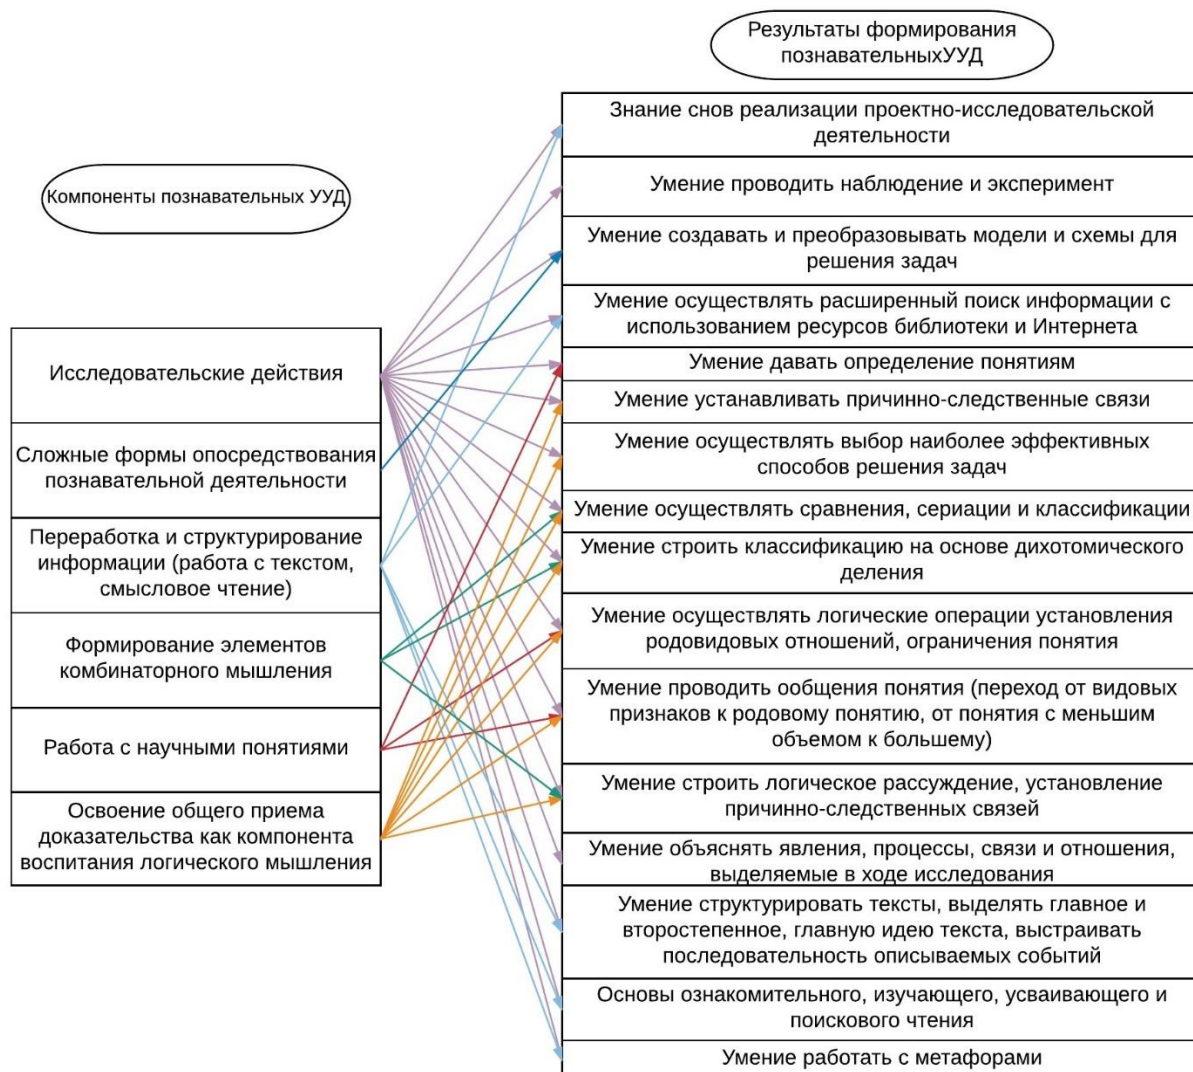 Результаты формирования
познавательныхУУД
Компоненты познавательных УУД
Исследовательские действия
Сложные формы опосредствования
познавательной деятельности
Переработка и структурирование
информации (работа с текстом,
смысловое чтение)
Формирование элементов
комбинаторного мышления
Работа с научными понятиями
Освоение общего приема
доказательства как компонента
воспитания логического мышления
Знание снов реализации проектно-исследовательской
деятельности
Умение проводить наблюдение и эксперимент
Умение создавать и преобразовывать модели и схемы для
решения задач
Умение осуществлять расширенный поиск информации с
использованием ресурсов библиотеки и Интернета
Умение давать определение понятиям
Умение устанавливать причинно-следственные связи
Умение осуществлять выбор наиболее эффективных
способов решения задач
Умение осуществлять сравнения, сериации и классификации
Умение строить классификацию на основе дихотомического
деления
Умение осуществлять логические операции установления
родовидовых отношений, ограничения понятия
Умение проводить ообщения понятия (переход от видовых
признаков к родовому понятию, от понятия с меньшим
объемом к большему)
Умение строить логическое рассуждение, установление
причинно-следственных связей
Умение объяснять явления, процессы, связи и отношения,
выделяемые в ходе исследования
Умение структурировать тексты, выделять главное и
второстепенное, главную идею текста, выстраивать
последовательность описываемых событий
Основы ознакомительного, изучающего, усваивающего и
поискового чтения
Умение работать с метафорами